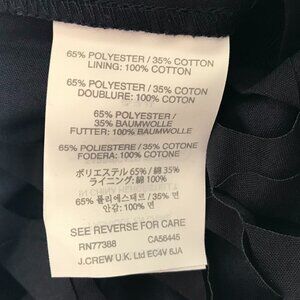 65% POLYESTER / 35% COTTON
LINING: 100% COTTON
65% POLYESTER / 35% COTON
DOUBLURE: 100% COTON
65% POLYESTER /
35% BAUMWOLLE
FUTTER: 100% BAUMWOLLE
65% POLIESTERE / 35% COTONE
FODERA: 100% COTONE
ポリエステル 65% / 綿 35%
ライニング: 綿 100%
65% 폴리에스테르 / 35% 면
안감: 100% 면
SEE REVERSE FOR CARE
RN77388 CA56445
J.CREW U.K. Ltd EC4V 6JA